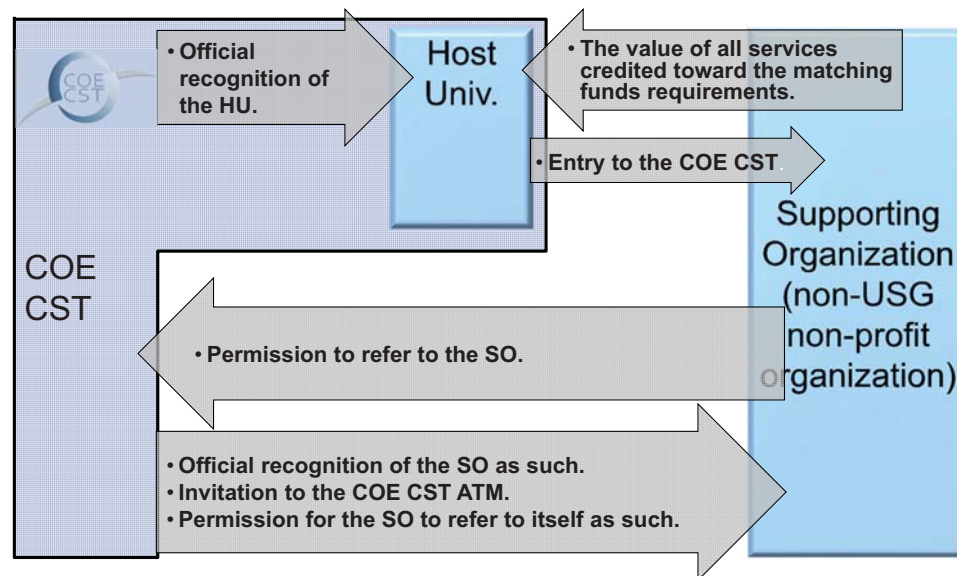 COE
CST
• Official
recognition of
the HU.
Host
Univ.
• The value of all services
credited toward the matching
funds requirements.
• Entry to the COE CST.
COE
CST
Supporting
Organization
(non-USG
non-profit
organization)
• Permission to refer to the SO.
• Official recognition of the SO as such.
• Invitation to the COE CST ATM.
• Permission for the SO to refer to itself as such.